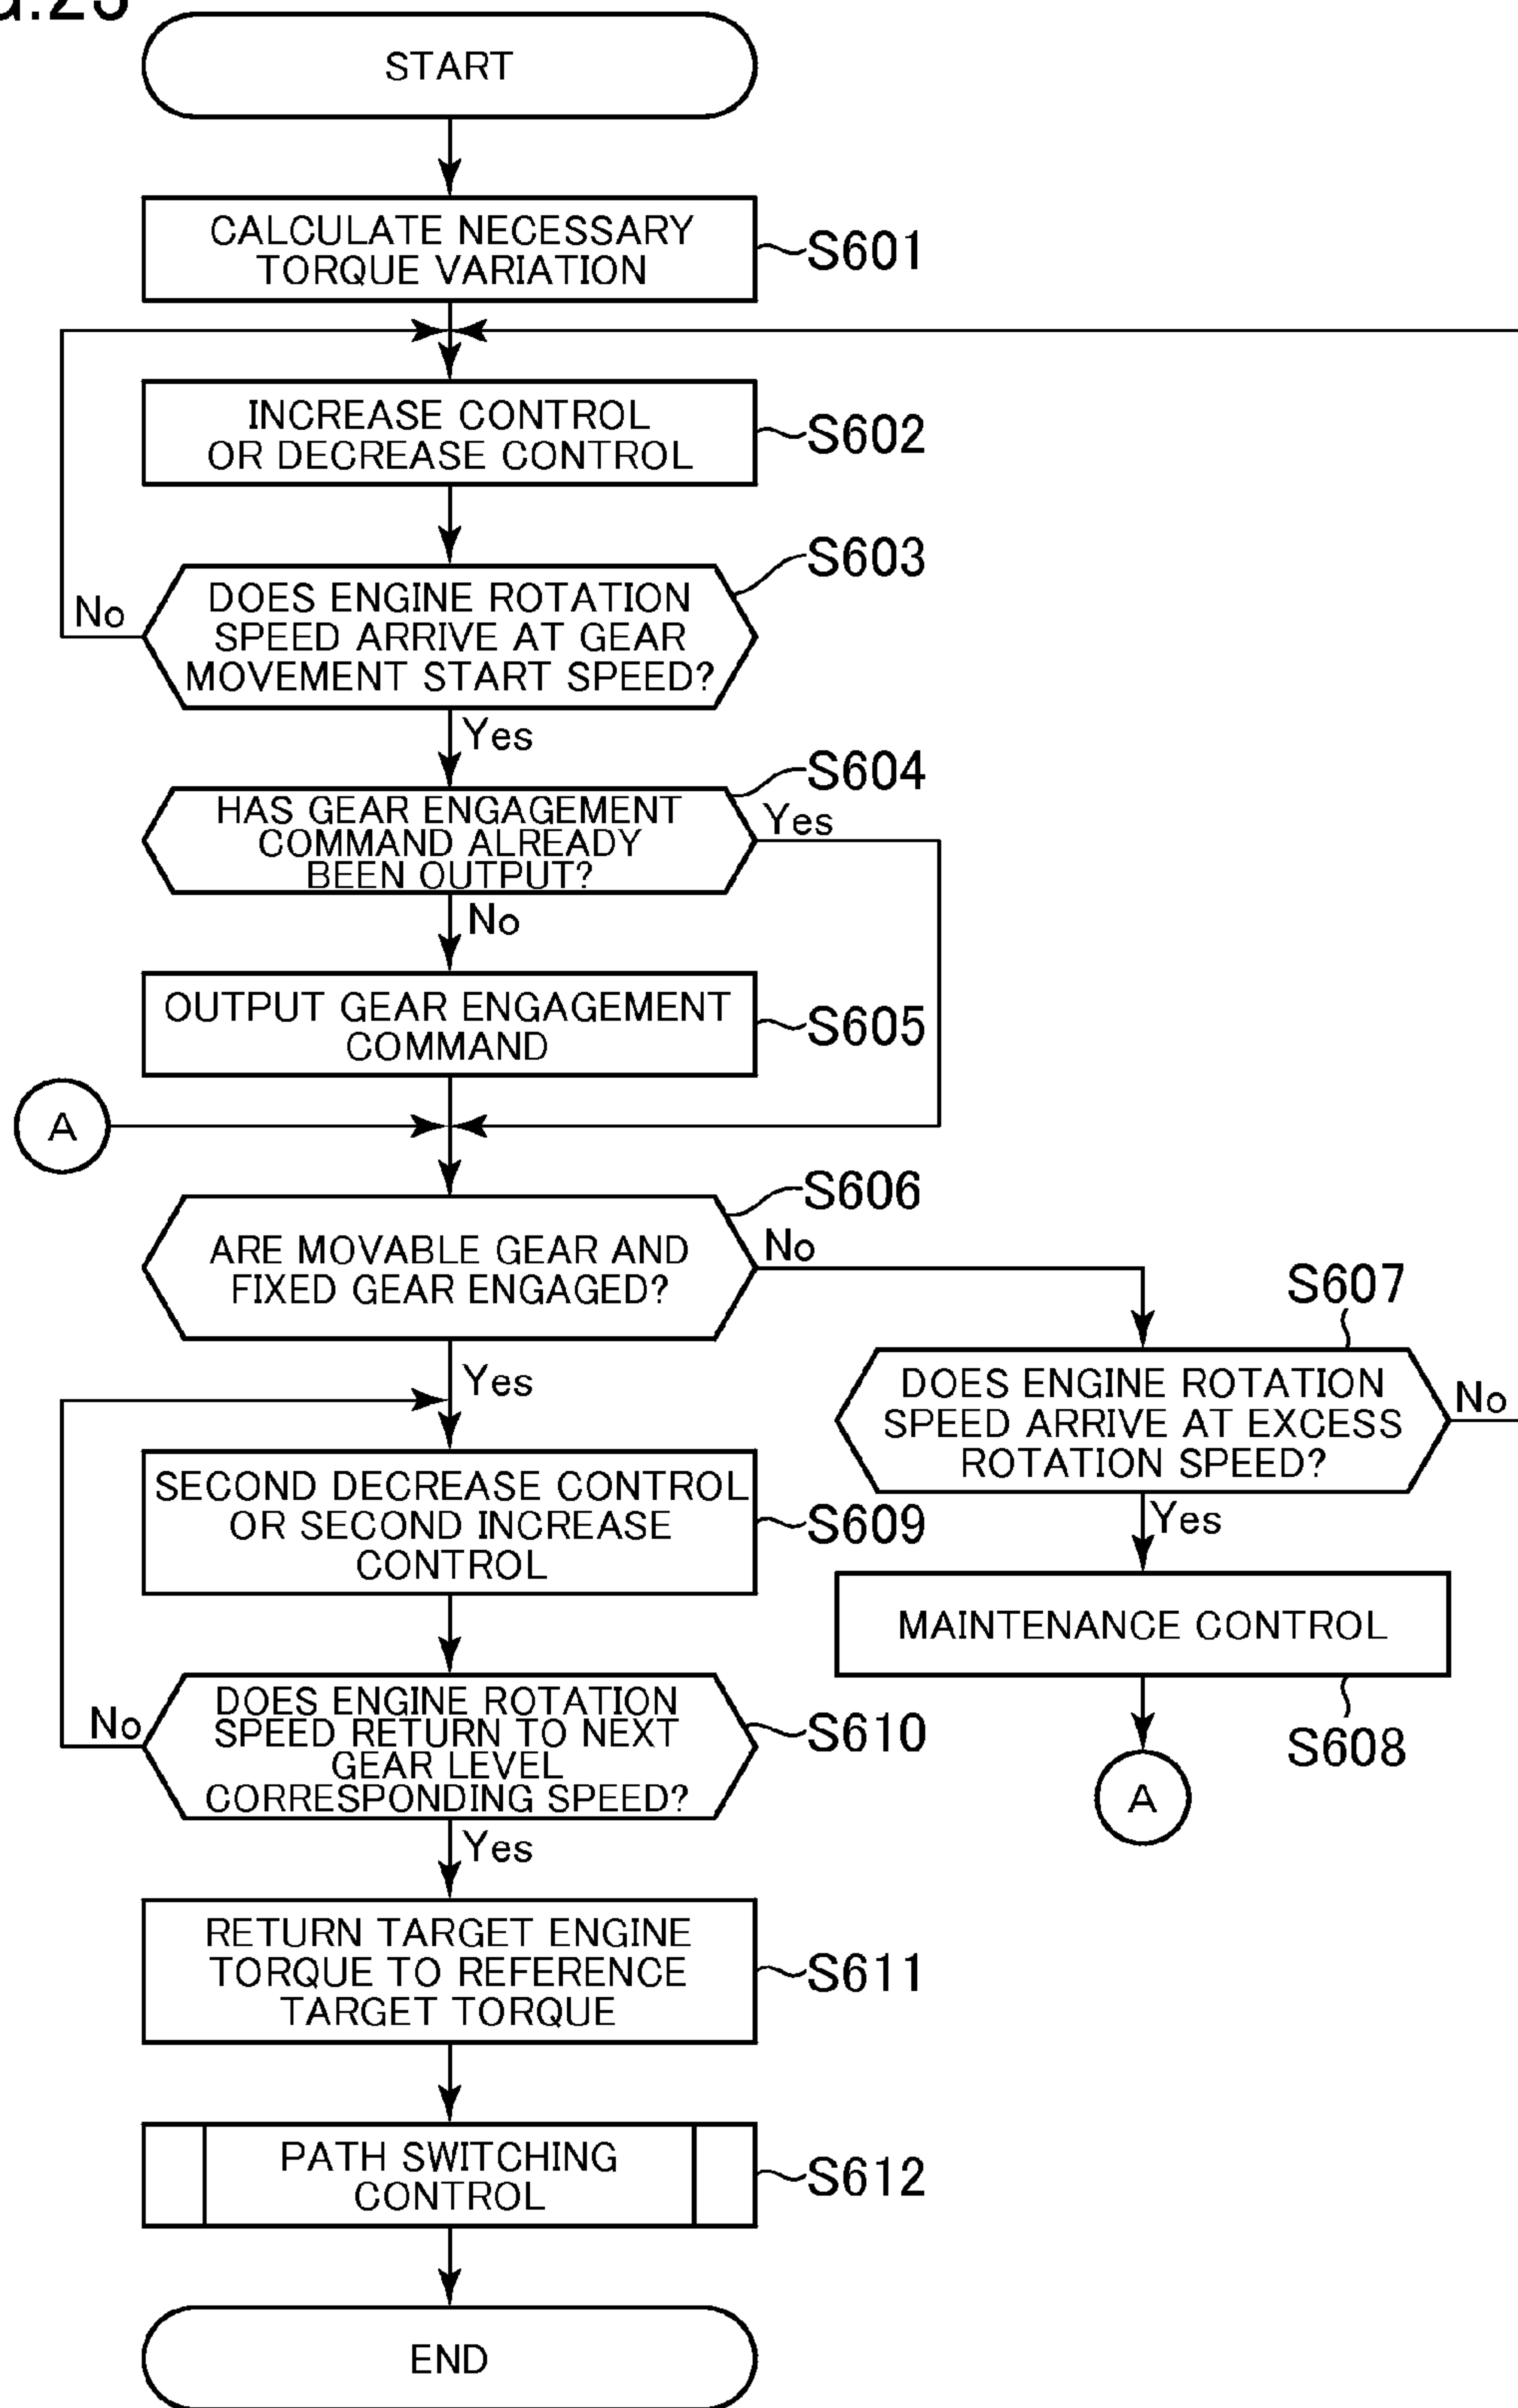 START
CALCULATE NECESSARY
TORQUE VARIATION
S601
INCREASE CONTROL
OR DECREASE CONTROL
S602
DOES ENGINE ROTATION
SPEED ARRIVE AT GEAR
MOVEMENT START SPEED?
S603
No
Yes
HAS GEAR ENGAGEMENT
COMMAND ALREADY
BEEN OUTPUT?
S604
Yes
No
OUTPUT GEAR ENGAGEMENT
COMMAND
S605
A
ARE MOVABLE GEAR AND
FIXED GEAR ENGAGED?
S606
No
Yes
DOES ENGINE ROTATION
SPEED ARRIVE AT EXCESS
ROTATION SPEED?
S607
No
Yes
MAINTENANCE CONTROL
S608
A
SECOND DECREASE CONTROL
OR SECOND INCREASE
CONTROL
S609
DOES ENGINE ROTATION
SPEED RETURN TO NEXT
GEAR LEVEL
CORRESPONDING SPEED?
S610
No
Yes
RETURN TARGET ENGINE
TORQUE TO REFERENCE
TARGET TORQUE
S611
PATH SWITCHING
CONTROL
S612
END